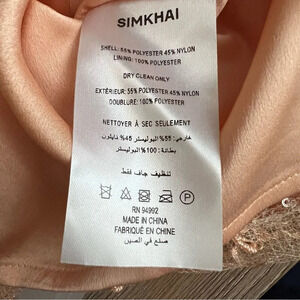 SIMKHAI
SHELL: 55% POLYESTER 45% NYLON
LINING: 100% POLYESTER
DRY CLEAN ONLY
EXTÉRIEUR: 55% POLYESTER 45% NYLON
DOUBLURE: 100% POLYESTER
NETTOYER À SEC SEULEMENT
خارجي: 55% البوليستر 45% نايلون
بطانة: 100% البوليستر
تنظيف جاف فقط
P
RN 94992
MADE IN CHINA
FABRIQUÉ EN CHINE
صنع في الصين